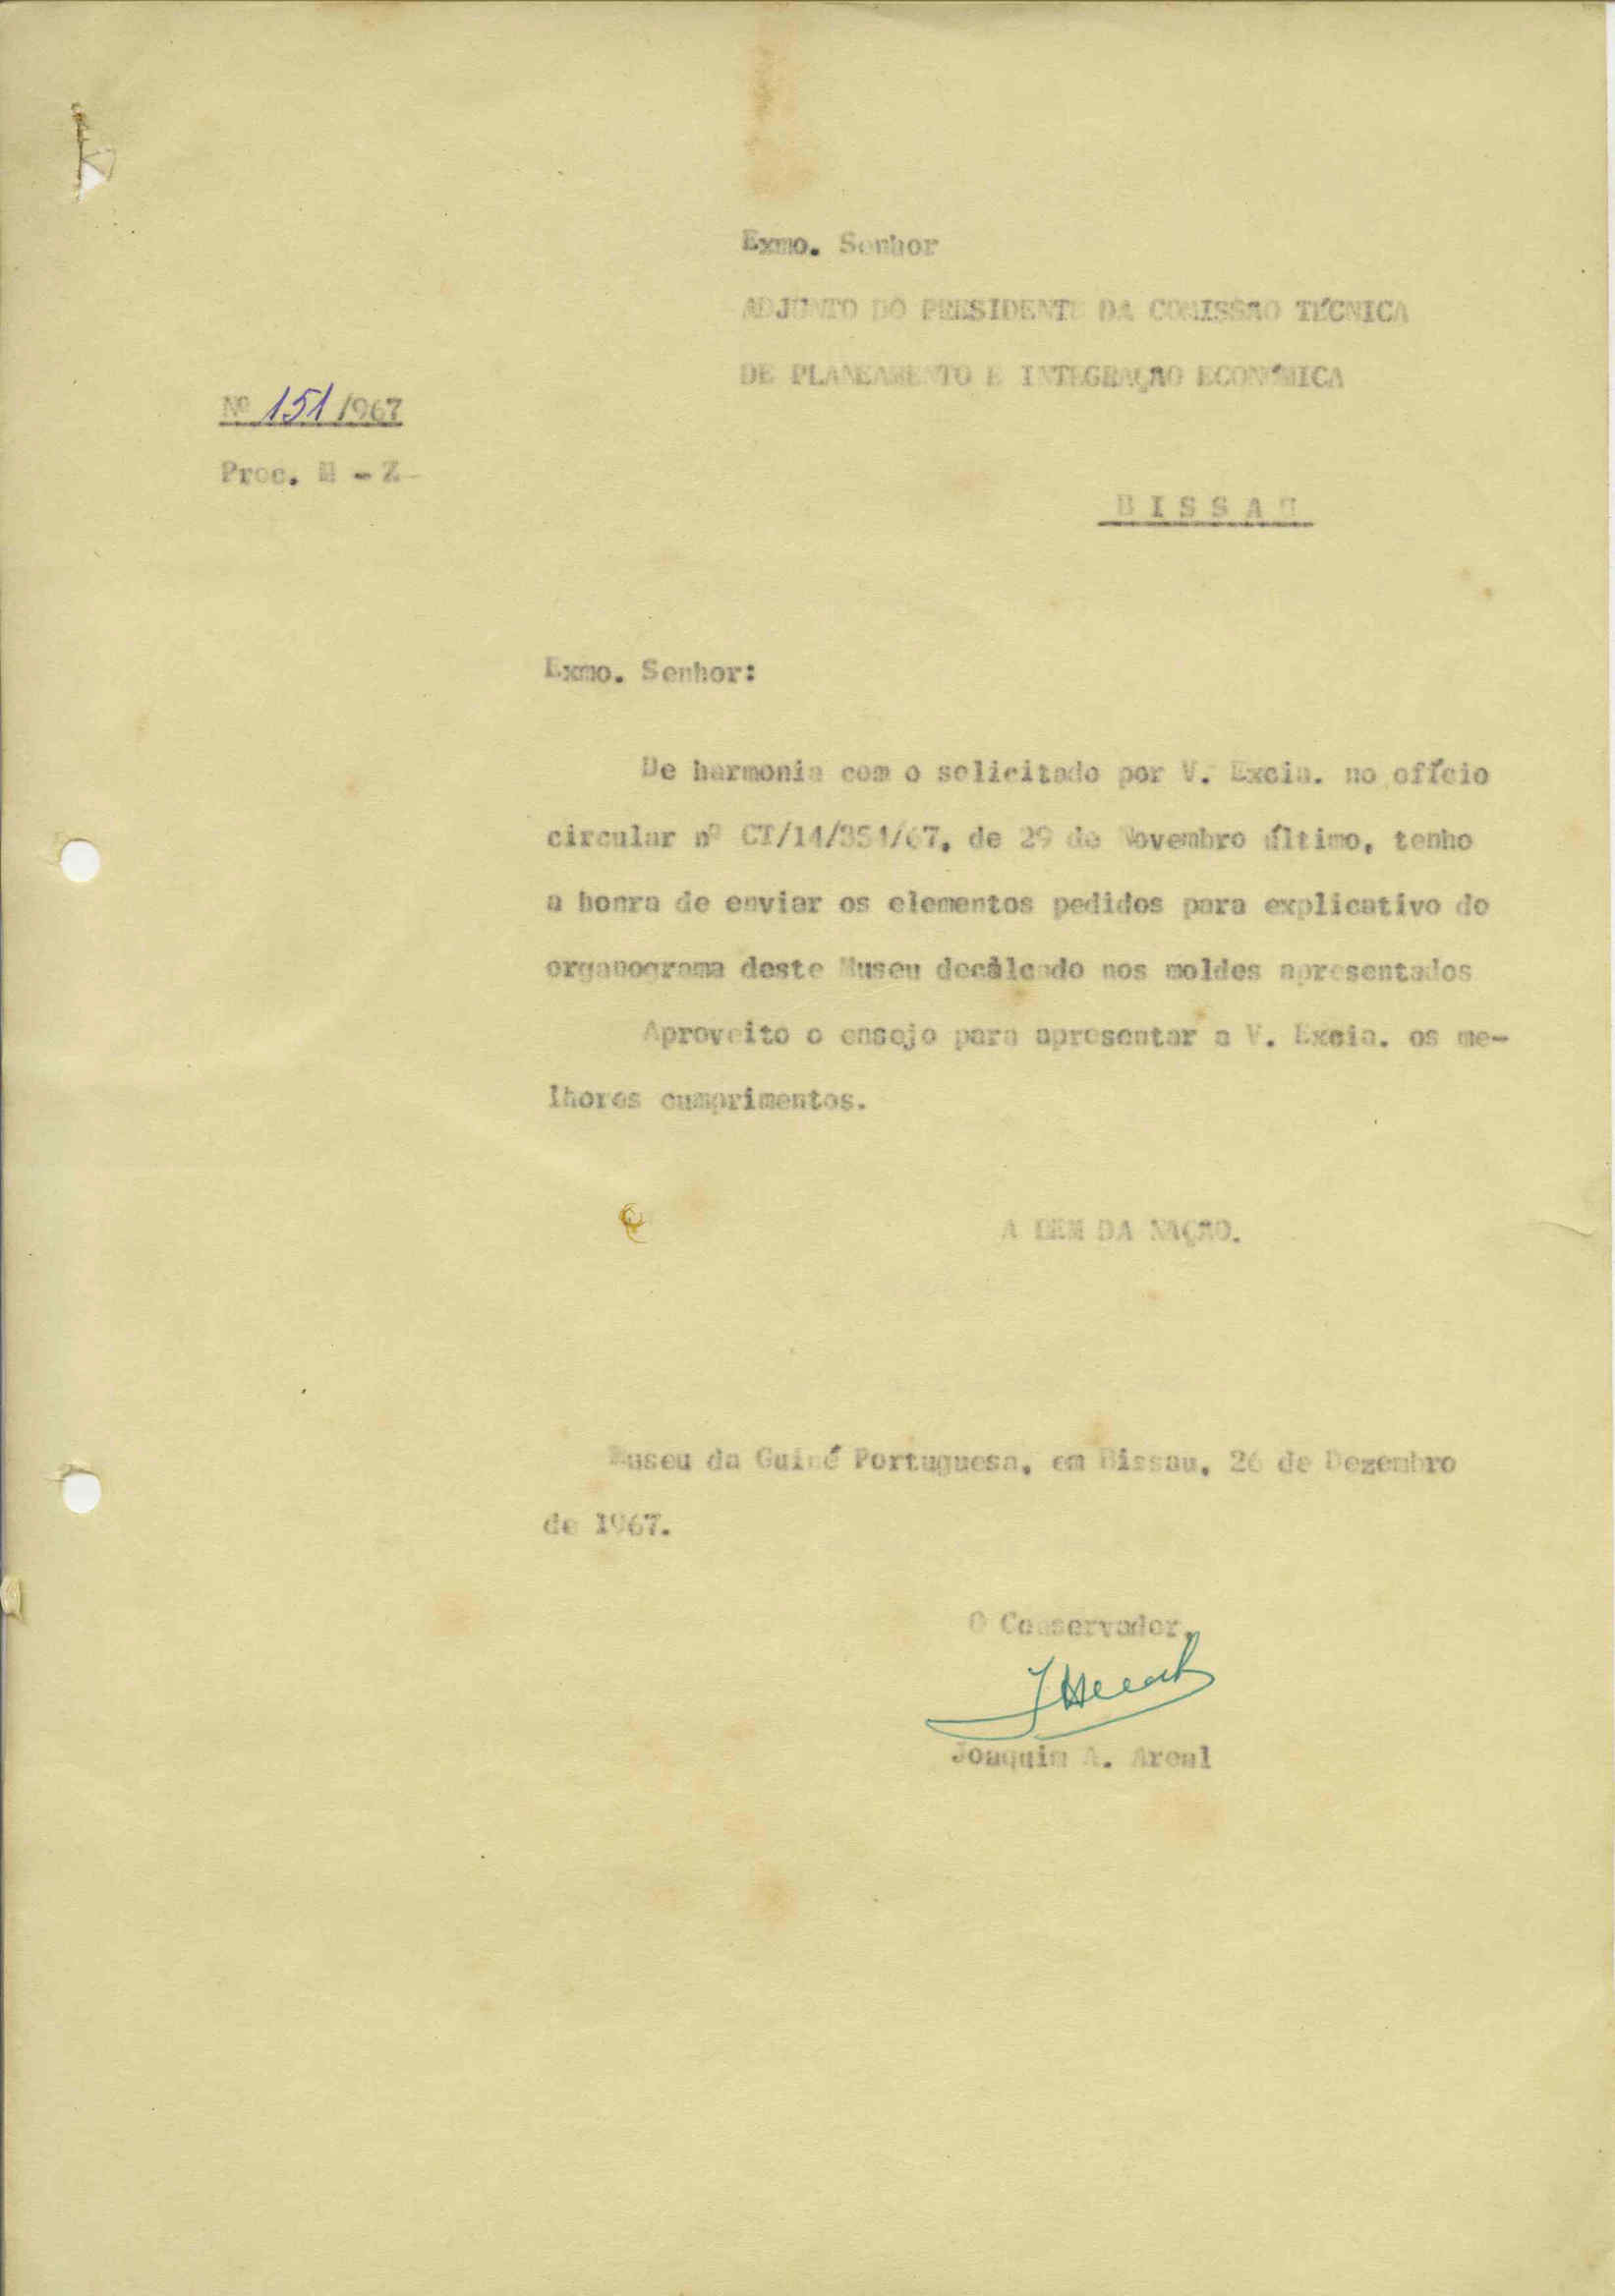 Exmo. Senhor
ADJUNTO DO PRESIDENTE DA COMISSÃO TÉCNICA
DE PLANEAMENTO E INTEGRAÇÃO ECONÓMICA
Nº 151/967
Proc. M - Z
BISSAU
Exmo. Senhor:
De harmonia com o solicitado por V. Excia. no ofício
circular nº CT/14/354/67, de 29 de Novembro último, tenho
a honra de enviar os elementos pedidos para explicativo do
organograma deste Museu decàlcado nos moldes apresentados
Aproveito o ensejo para apresentar a V. Excia. os me-
lhores cumprimentos.
A BEM DA NAÇÃO.
Museu da Guiné Portuguesa, em Bissau, 26 de Dezembro
de 1967.
O Conservador,
Joaquim A. Areal